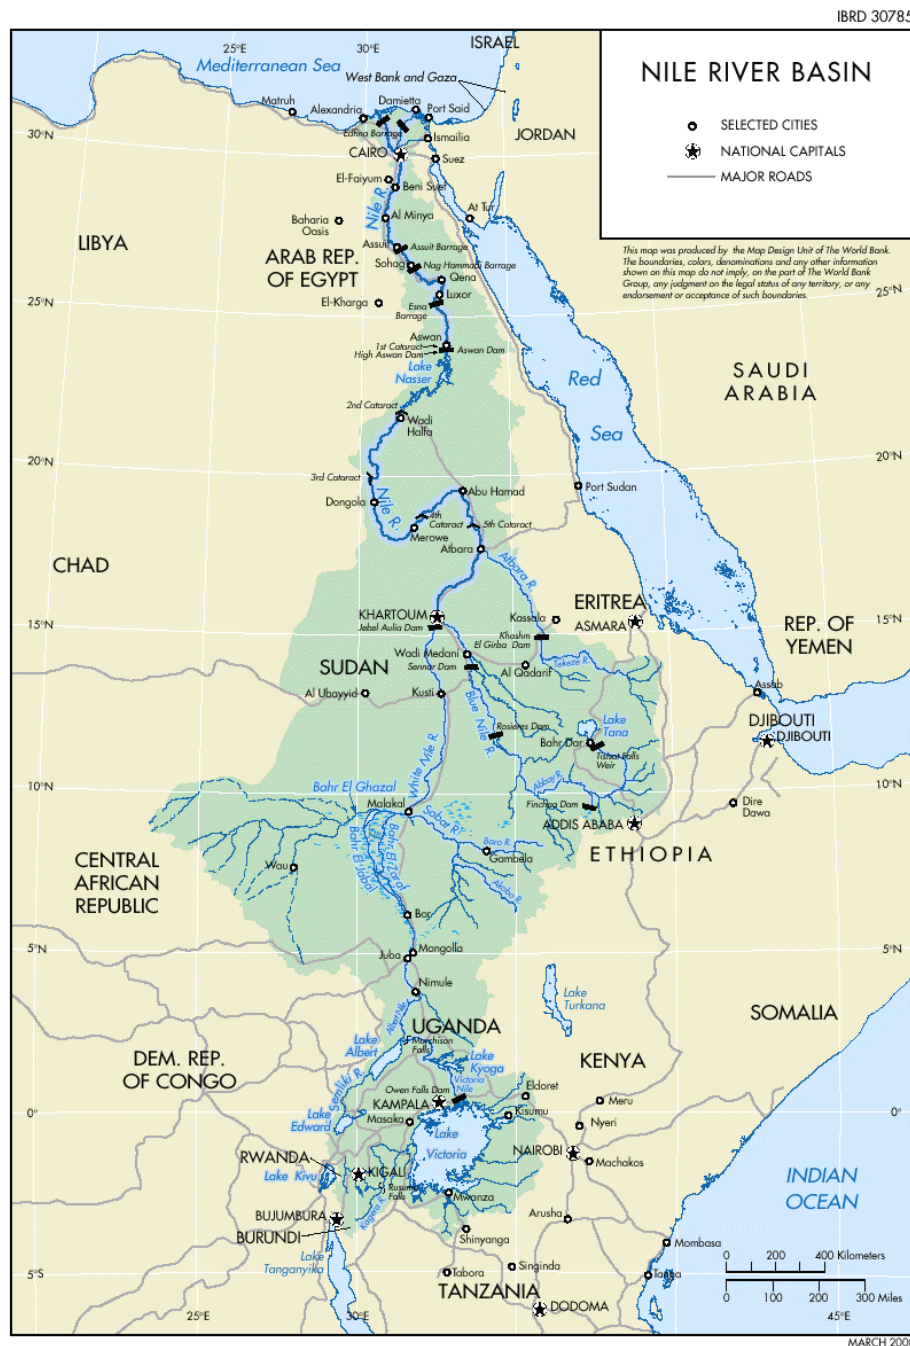 IBRD 30785
NILE RIVER BASIN
SELECTED CITIES
NATIONAL CAPITALS
MAJOR ROADS
This map was produced by the Map Design Unit of The World Bank.
The boundaries, colors, denominations and any other information
shown on this map do not imply, on the part of The World Bank
Group, any judgment on the legal status of any territory, or any
endorsement or acceptance of such boundaries.
25°E
30°E
ISRAEL
Mediterranean Sea
West Bank and Gaza
Matruh
Alexandria
Damietta
Port Said
30°N
Edfina Barrage
Ismailia
JORDAN
CAIRO
Suez
El-Faiyum
Beni Suef
Nile R.
Al Minya
At Tur
Baharia
Oasis
LIBYA
Assuit
Assuit Barrage
ARAB REP.
OF EGYPT
Sohag
Nag Hammadi Barrage
Qena
Luxor
25°N
25°N
El-Kharga
Esna
Barrage
Aswan
1st Cataract
High Aswan Dam
Aswan Dam
Lake
Nasser
Red
Sea
SAUDI
ARABIA
2nd Cataract
Wadi
Halfa
20°N
20°N
3rd Cataract
Nile R.
Dongola
Abu Hamad
Port Sudan
4th
Cataract
5th Cataract
Merowe
Atbara
Atbara R.
CHAD
KHARTOUM
Jebel Aulia Dam
Kassala
ERITREA
ASMARA
15°N
15°N
REP. OF
YEMEN
Khashm
El Girba Dam
Wadi Medani
Sennar Dam
Al Qadarif
Tekeze R.
SUDAN
Al Ubayyid
Kusti
Assab
Blue Nile R.
Rosieres Dam
Lake
Tana
Bahr Dar
Tisisat Falls
Weir
DJIBOUTI
DJIBOUTI
White Nile R.
10°N
10°N
Bahr El Ghazal
Abbay R.
Malakal
Finchaa Dam
Dire
Dawa
Sobat R.
ADDIS ABABA
Bahr El Jebal
Bahr El Zaraf
Baro R.
Gambela
ETHIOPIA
CENTRAL
AFRICAN
REPUBLIC
Wau
Akobo R.
Bor
5°N
5°N
Mongolla
Juba
Nimule
Lake
Turkana
Albert Nile
UGANDA
SOMALIA
Lake
Albert
Murchison
Falls
Lake
Kyoga
KENYA
DEM. REP.
OF CONGO
Semliki R.
Victoria
Nile
Owen Falls Dam
Eldoret
KAMPALA
Meru
0°
0°
Kisumu
Lake
Edward
Masaka
Nyeri
Lake
Victoria
NAIROBI
Machakos
RWANDA
Lake Kivu
KIGALI
Rusumo
Falls
Mwanza
INDIAN
OCEAN
BUJUMBURA
Kagera R.
Arusha
BURUNDI
Shinyanga
Mombasa
Lake
Tanganyika
0 200 400 Kilometers
0 100 200 300 Miles
5°S
Tabora
Singinda
Tanga
TANZANIA
DODOMA
25°E
30°E
45°E